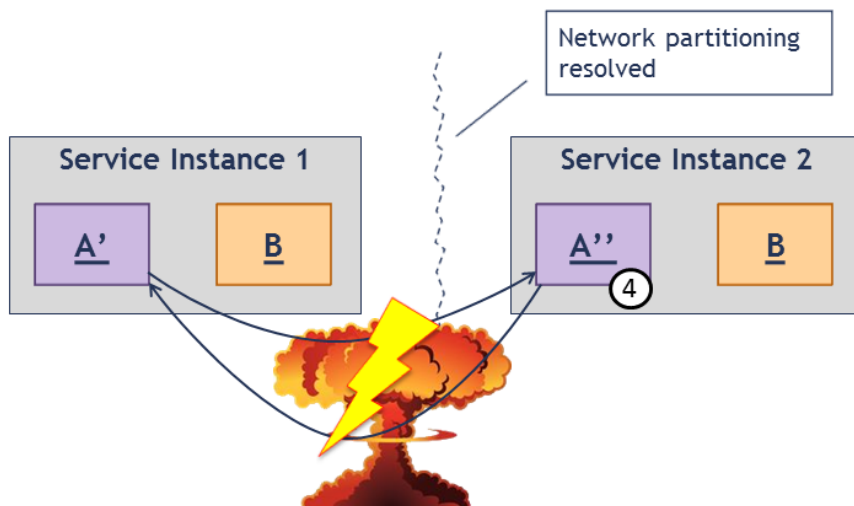 Network partitioning
resolved
Service Instance 1
Service Instance 2
A’
B
A’’
B
4